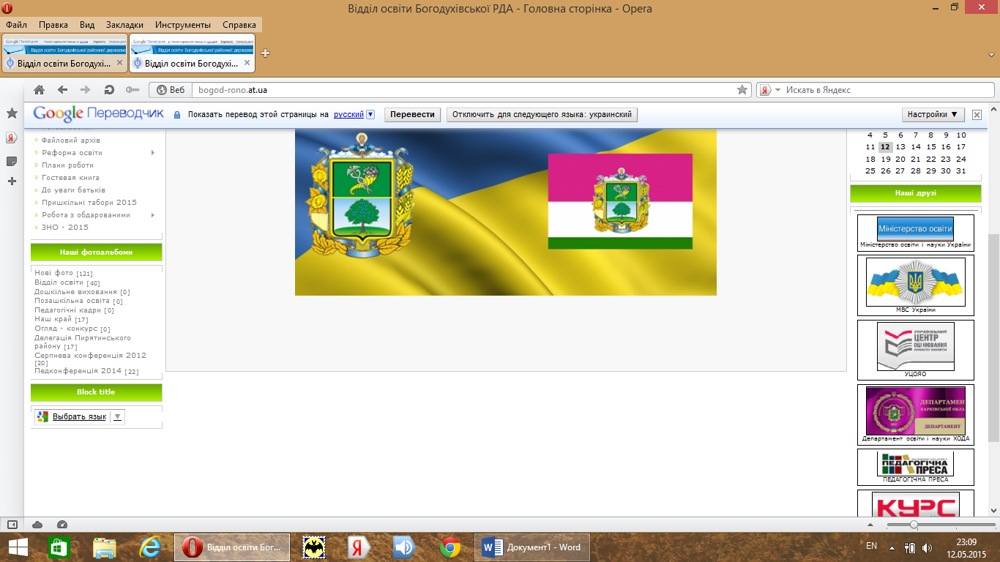 Відділ освіти Богодухівської РДА - Головна сторінка - Opera
Файл Правка Вид Закладки Инструменты Справка
Відділ освіти Богодухі...
Відділ освіти Богодухівської районної державно
Відділ освіти Богодухі...
Веб
bogod-rono.at.ua
Искать в Яндекс
Google Переводчик
Показать перевод этой страницы на русский
Перевести
Отключить для следующего языка: украинский
Настройки ▼
Файловий архів
Реформа освіти
Плани роботи
Гостевая книга
До уваги батьків
Пришкільні табори 2015
Робота з обдарованими
ЗНО - 2015
Наші фотоальбоми
Нові фото [121]
Відділ освіти [40]
Дошкільне виховання [0]
Позашкільна освіта [0]
Педагогічні кадри [0]
Наш край [17]
Огляд - конкурс [0]
Делегація Пирятинського
району [17]
Серпнева конференція 2012
[20]
Педконференція 2014 [22]
Block title
Выбрать язык
4 5 6 7 8 9 10
11 12 13 14 15 16 17
18 19 20 21 22 23 24
25 26 27 28 29 30 31
Наші друзі
Міністерство освіти
Міністерство освіти і науки України
МВС України
УКРАЇНСЬКИЙ
ЦЕНТР
ОЦІНЮВАННЯ
ЯКОСТІ ОСВІТИ
УЦОЯО
ДЕПАРТАМЕН
ХАРКІВСЬКОЇ ОБЛА
ДЕПАРТАМЕНТ
Департамент освіти і науки ХОДА
ПЕДАГОГІЧНА
ПРЕСА
ПЕДАГОГІЧНА ПРЕСА
КУРС
Відділ освіти Бог...
Документ1 - Word
EN
23:09
12.05.2015